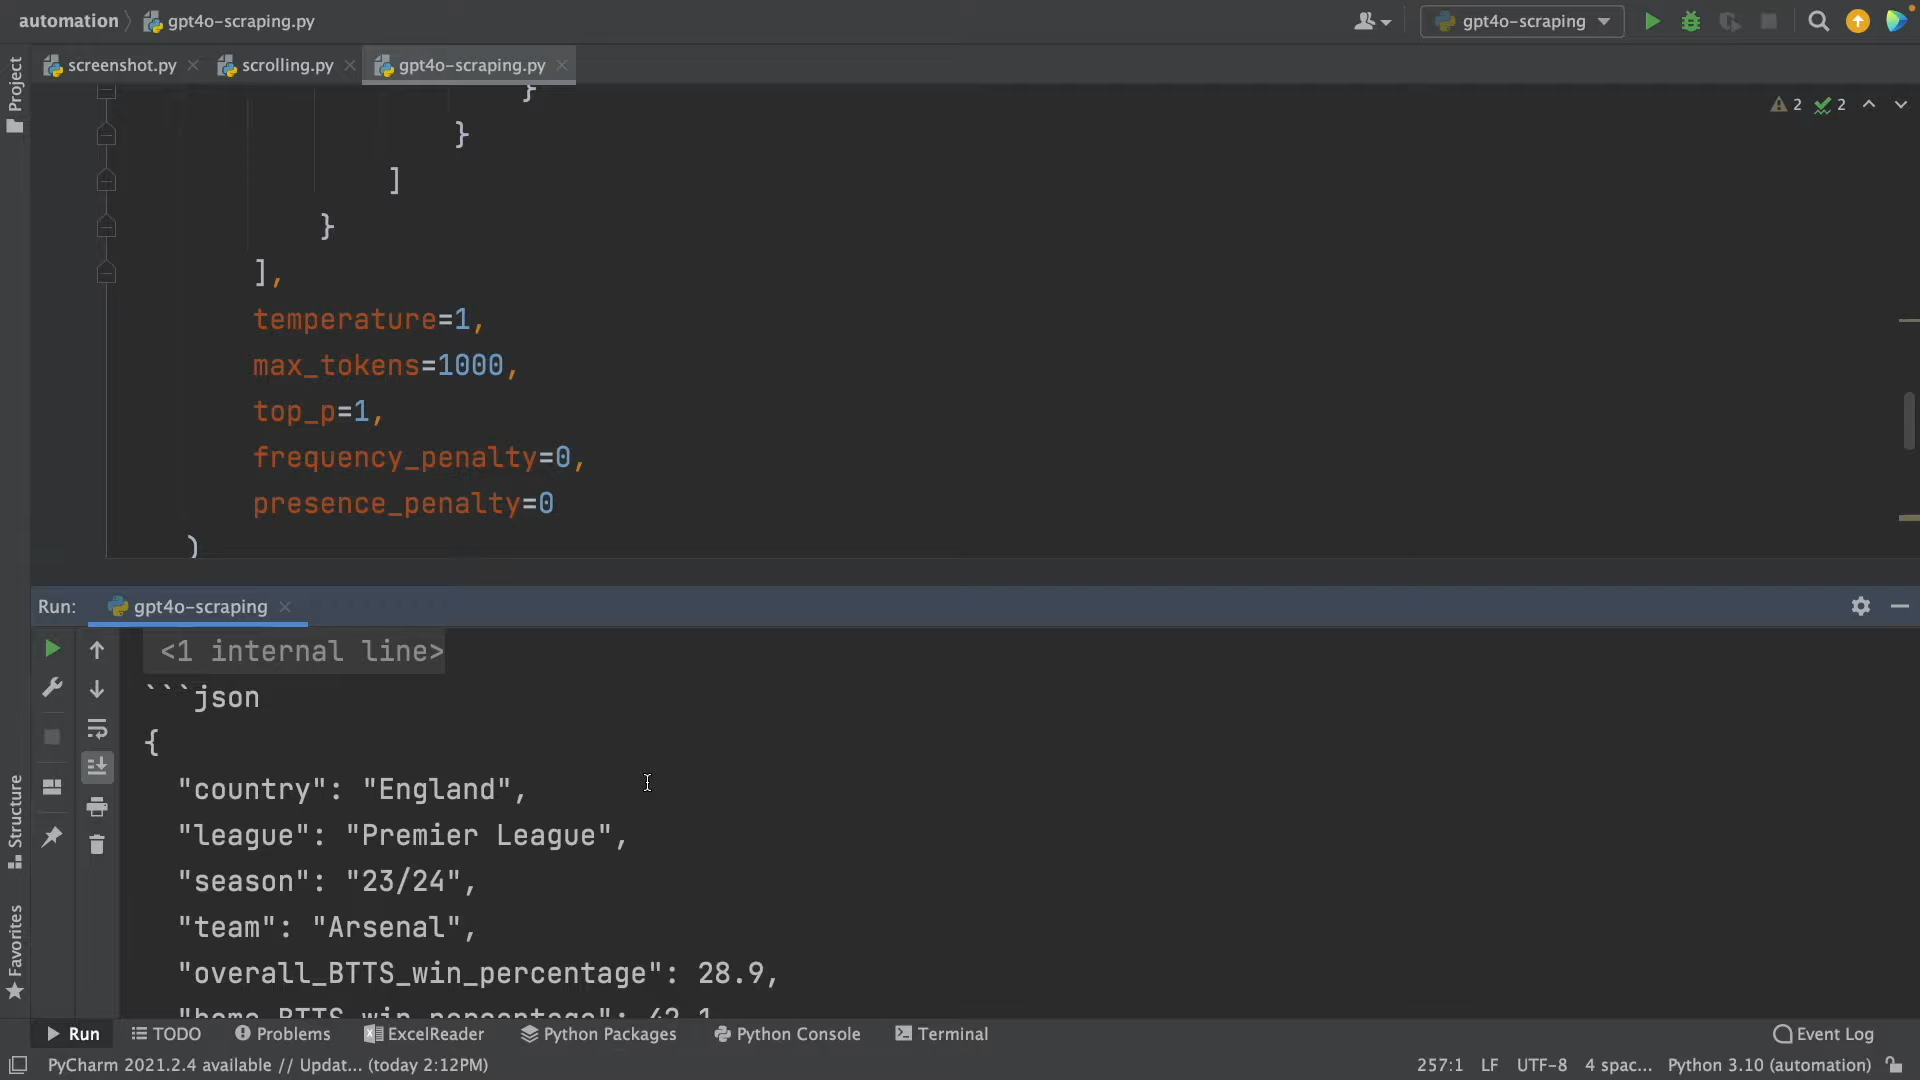 automation
gpt4o-scraping.py
gpt4o-scraping
screenshot.py
scrolling.py
gpt4o-scraping.py
Project
2
2
}
}
]
}
],
temperature=1,
max_tokens=1000,
top_p=1,
frequency_penalty=0,
presence_penalty=0
)
Run:
gpt4o-scraping
<1 internal line>
```json
{
"country": "England",
"league": "Premier League",
"season": "23/24",
"team": "Arsenal",
"overall_BTTS_win_percentage": 28.9,
"home_BTTS_win_percentage": 42.1
Structure
Favorites
Run
TODO
Problems
ExcelReader
Python Packages
Python Console
Terminal
Event Log
PyCharm 2021.2.4 available // Updat... (today 2:12PM)
257:1
LF
UTF-8
4 spac...
Python 3.10 (automation)